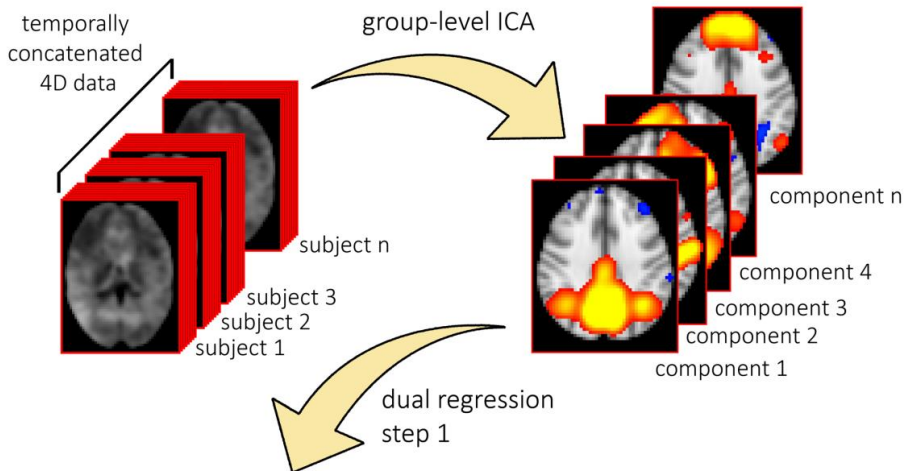 temporally
concatenated
4D data
group-level ICA
subject n
subject 3
subject 2
subject 1
component n
component 4
component 3
component 2
component 1
dual regression
step 1